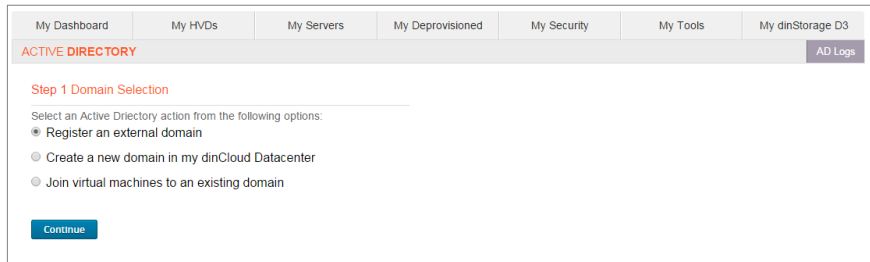 My Dashboard My HVDs My Servers My Deprovisioned My Security My Tools My dinStorage D3
ACTIVE DIRECTORY AD Logs
Step 1 Domain Selection
Select an Active Driectory action from the following options:
Register an external domain
Create a new domain in my dinCloud Datacenter
Join virtual machines to an existing domain
Continue